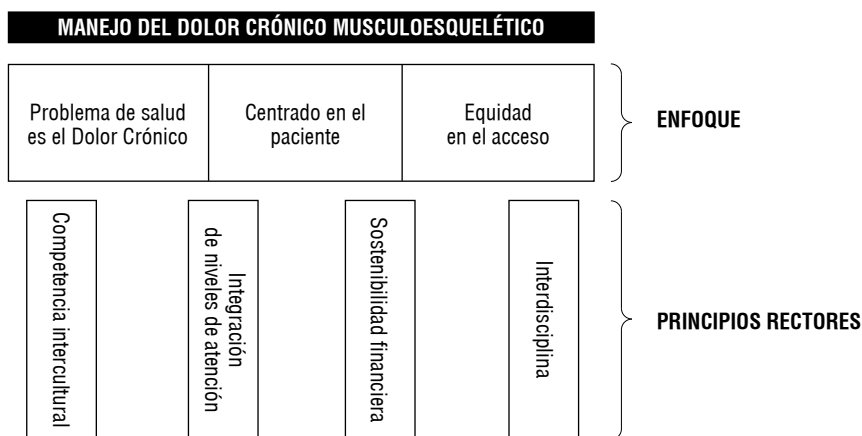 MANEJO DEL DOLOR CRÓNICO MUSCULOESQUELÉTICO
Problema de salud
es el Dolor Crónico
Centrado en el
paciente
Equidad
en el acceso
ENFOQUE
Competencia intercultural
Integración
de niveles de atención
Sostenibilidad financiera
Interdisciplina
PRINCIPIOS RECTORES